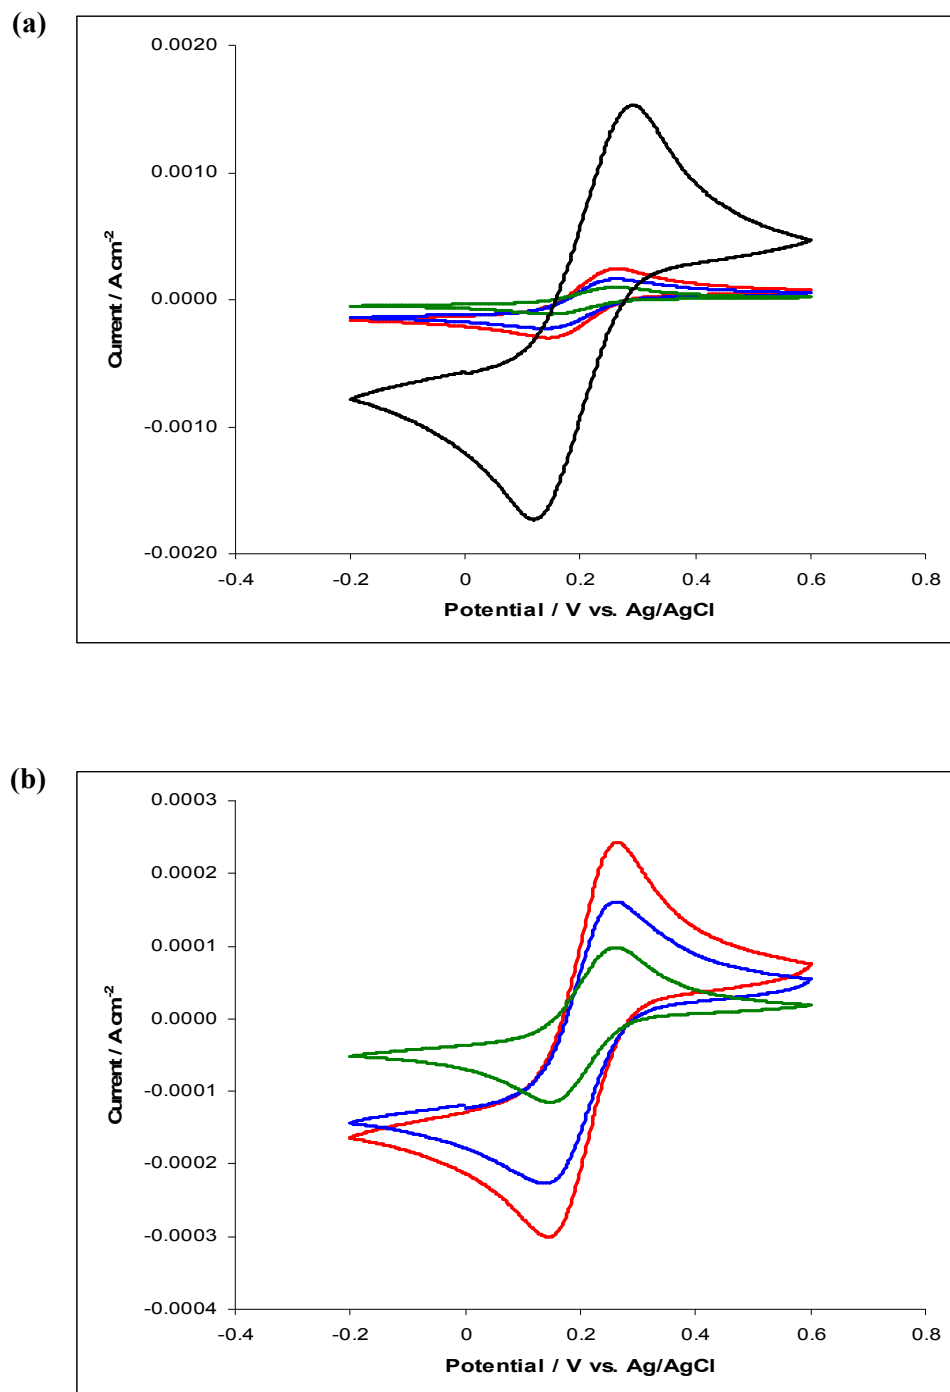 (a)
0.0020
0.0010
0.0000
-0.0010
-0.0020
Current / Acm-2
-0.4 -0.2 0 0.2 0.4 0.6 0.8
Potential / V vs. Ag/AgCl
(b)
0.0003
0.0002
0.0001
0.0000
-0.0001
-0.0002
-0.0003
-0.0004
Current / Acm-2
-0.4 -0.2 0 0.2 0.4 0.6 0.8
Potential / V vs. Ag/AgCl